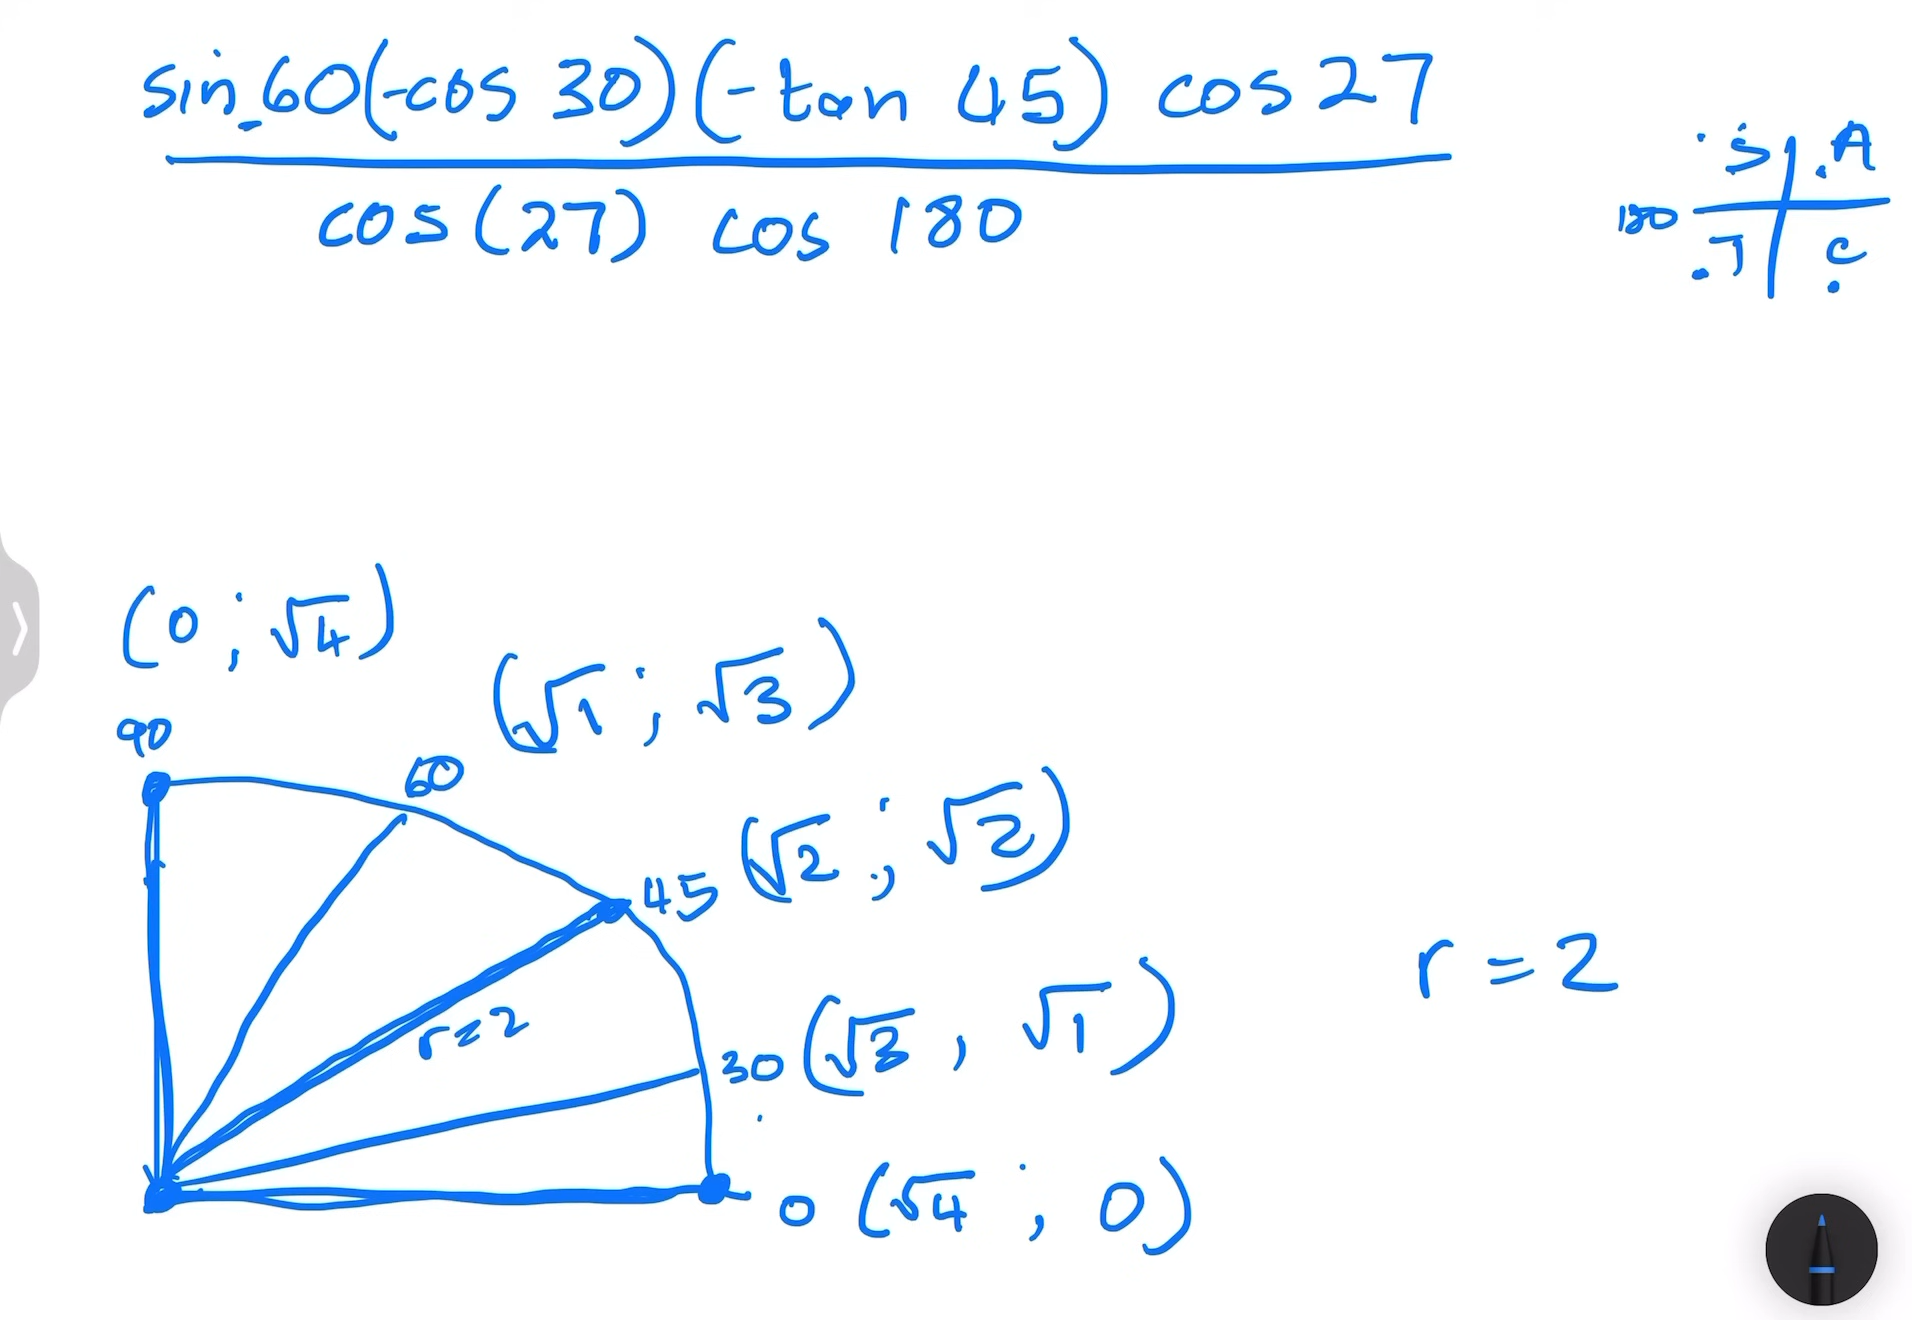 sin 60(-cos 30)(-tan 45) cos 27
cos(27) cos 180
S A
180
T C
(0 ; √4)
(√1 ; √3)
90
60
45 (√2 ; √2)
r = 2
r=2
30 (√3 , √1)
0 (√4 ; 0)